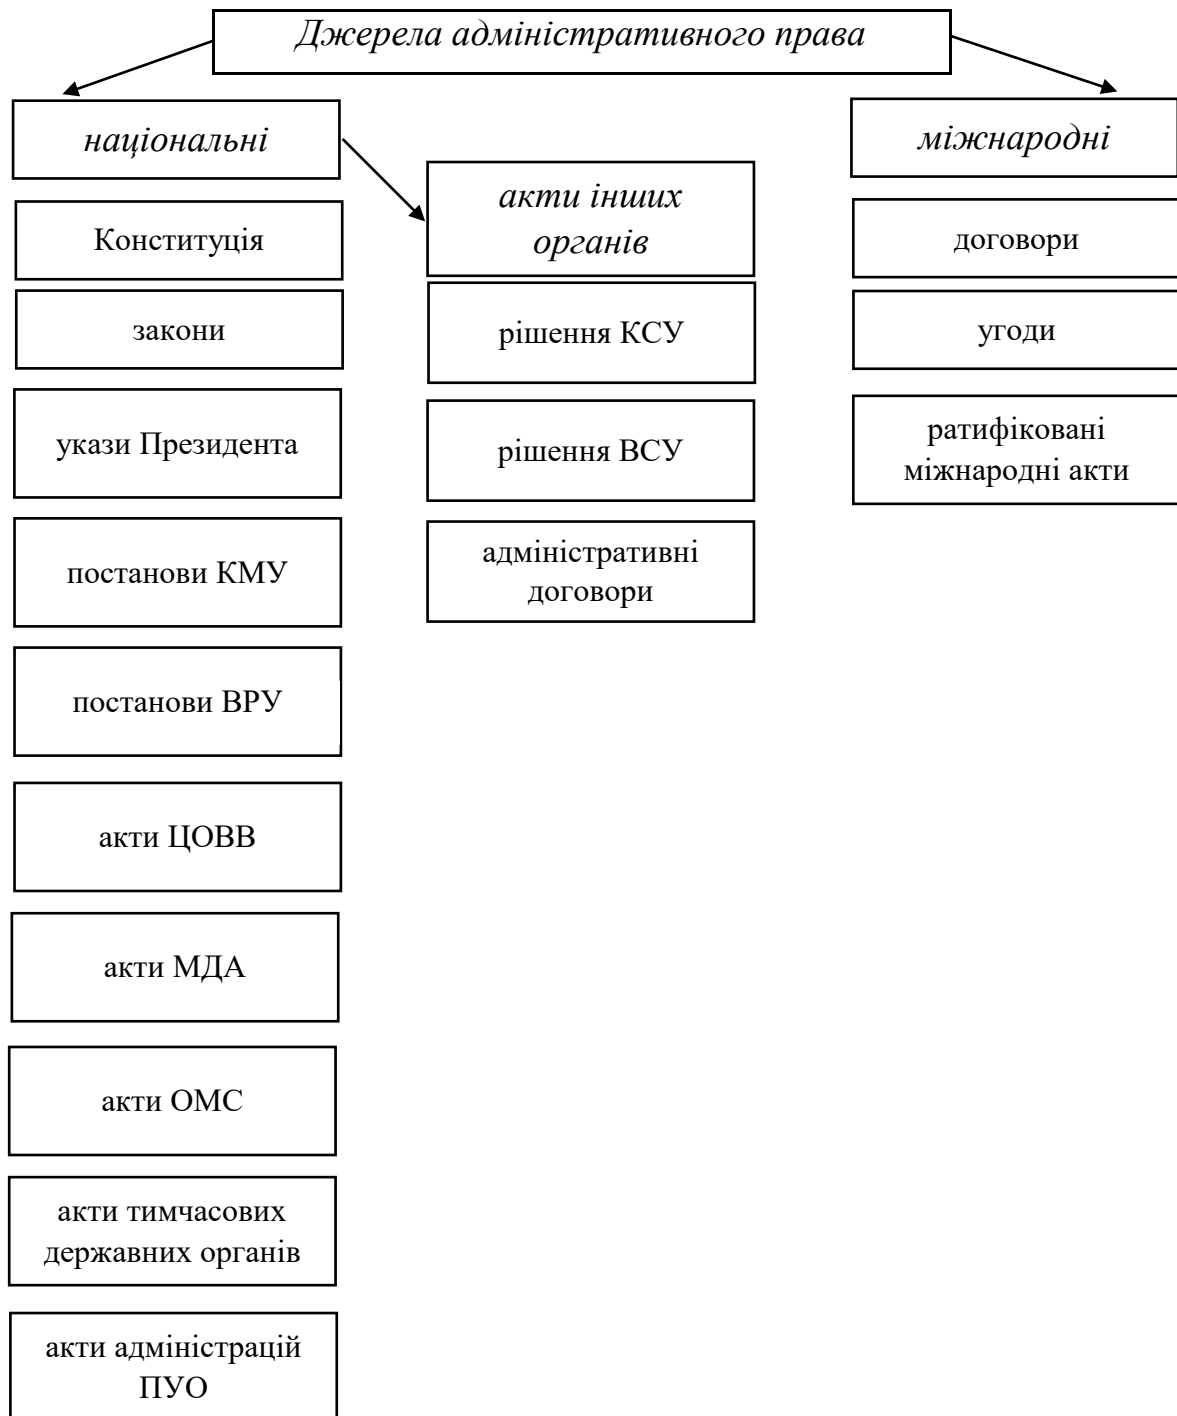 Джерела адміністративного права
національні
Конституція
закони
укази Президента
постанови КМУ
постанови ВРУ
акти ЦОВВ
акти МДА
акти ОМС
акти тимчасових
державних органів
акти адміністрацій
ПУО
акти інших
органів
рішення КСУ
рішення ВСУ
адміністративні
договори
міжнародні
договори
угоди
ратифіковані
міжнародні акти